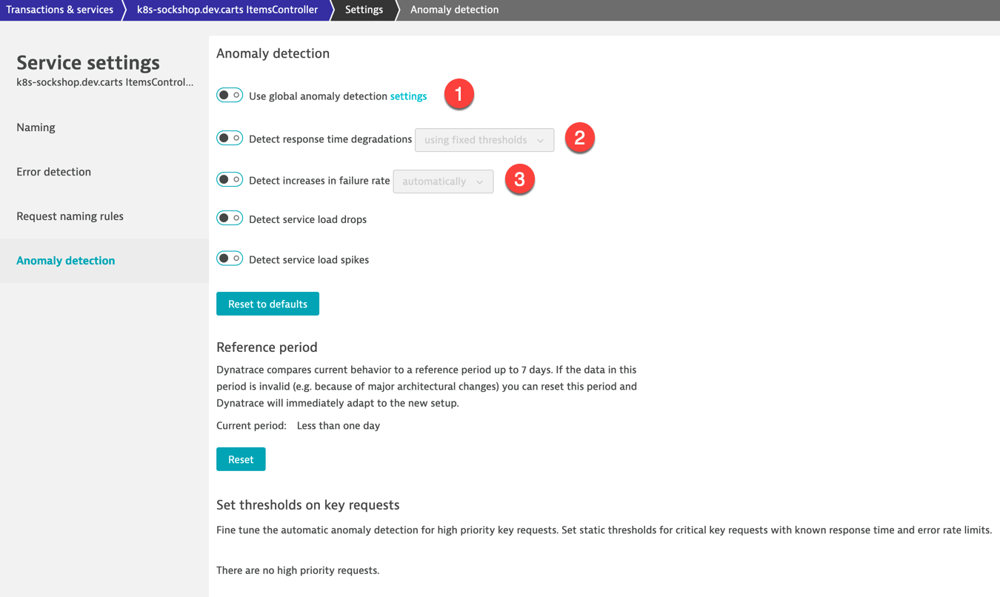 Transactions & services
k8s-sockshop.dev.carts ItemsController
Settings
Anomaly detection
Service settings
k8s-sockshop.dev.carts ItemsControl...
Naming
Error detection
Request naming rules
Anomaly detection
Anomaly detection
Use global anomaly detection settings 1
Detect response time degradations using fixed thresholds 2
Detect increases in failure rate automatically 3
Detect service load drops
Detect service load spikes
Reset to defaults
Reference period
Dynatrace compares current behavior to a reference period up to 7 days. If the data in this
period is invalid (e.g. because of major architectural changes) you can reset this period and
Dynatrace will immediately adapt to the new setup.
Current period: Less than one day
Reset
Set thresholds on key requests
Fine tune the automatic anomaly detection for high priority key requests. Set static thresholds for critical key requests with known response time and error rate limits.
There are no high priority requests.